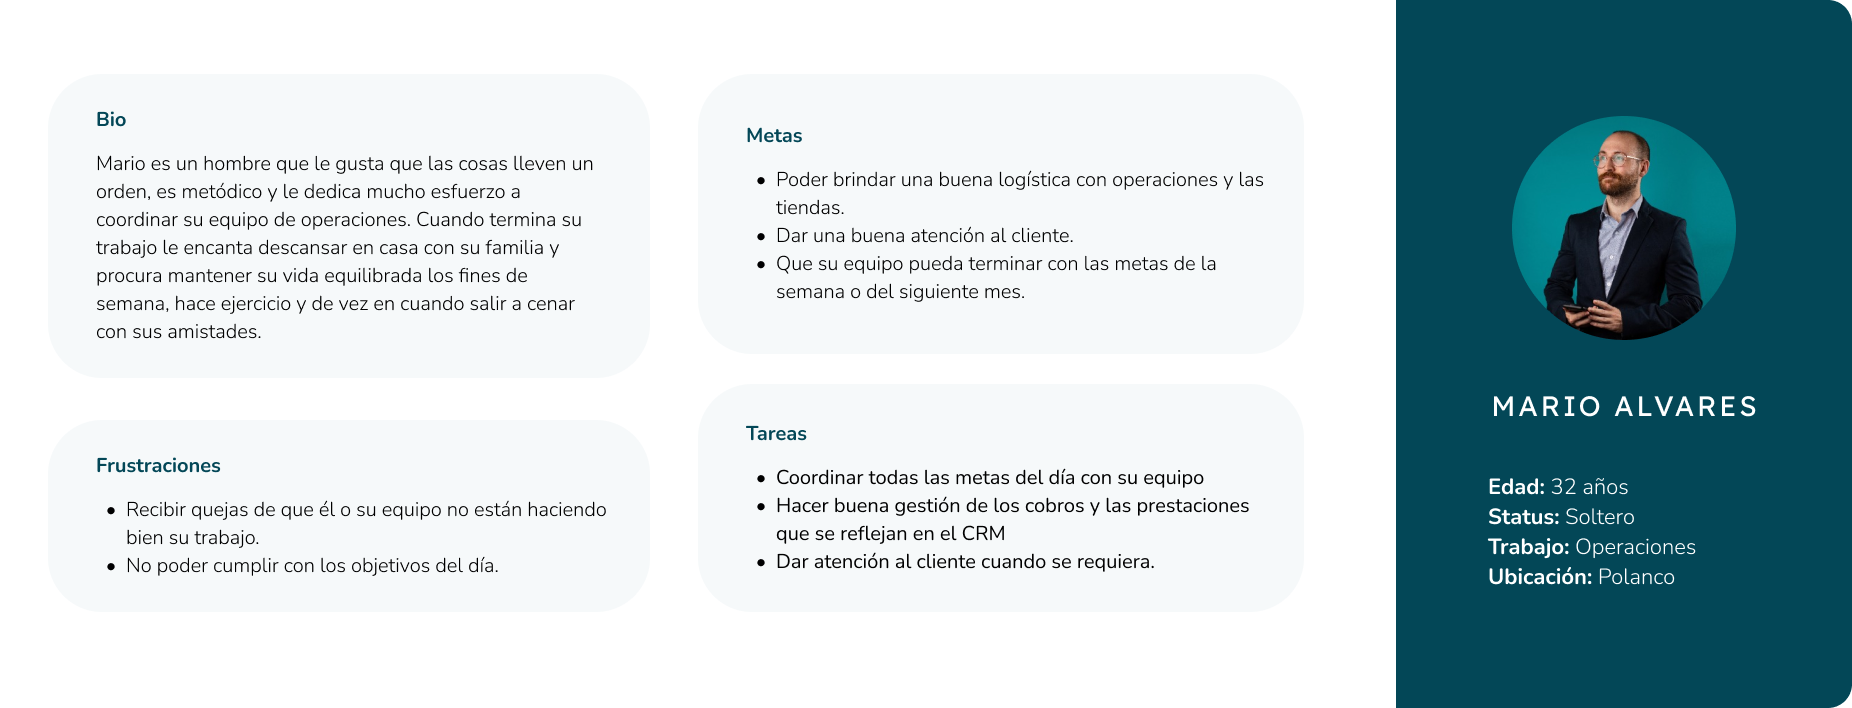 Bio
Mario es un hombre que le gusta que las cosas lleven un
orden, es metódico y le dedica mucho esfuerzo a
coordinar su equipo de operaciones. Cuando termina su
trabajo le encanta descansar en casa con su familia y
procura mantener su vida equilibrada los fines de
semana, hace ejercicio y de vez en cuando salir a cenar
con sus amistades.
Frustraciones
• Recibir quejas de que él o su equipo no están haciendo
bien su trabajo.
• No poder cumplir con los objetivos del día.
Metas
• Poder brindar una buena logística con operaciones y las
tiendas.
• Dar una buena atención al cliente.
• Que su equipo pueda terminar con las metas de la
semana o del siguiente mes.
Tareas
• Coordinar todas las metas del día con su equipo
• Hacer buena gestión de los cobros y las prestaciones
que se reflejan en el CRM
• Dar atención al cliente cuando se requiera.
MARIO ALVARES
Edad: 32 años
Status: Soltero
Trabajo: Operaciones
Ubicación: Polanco